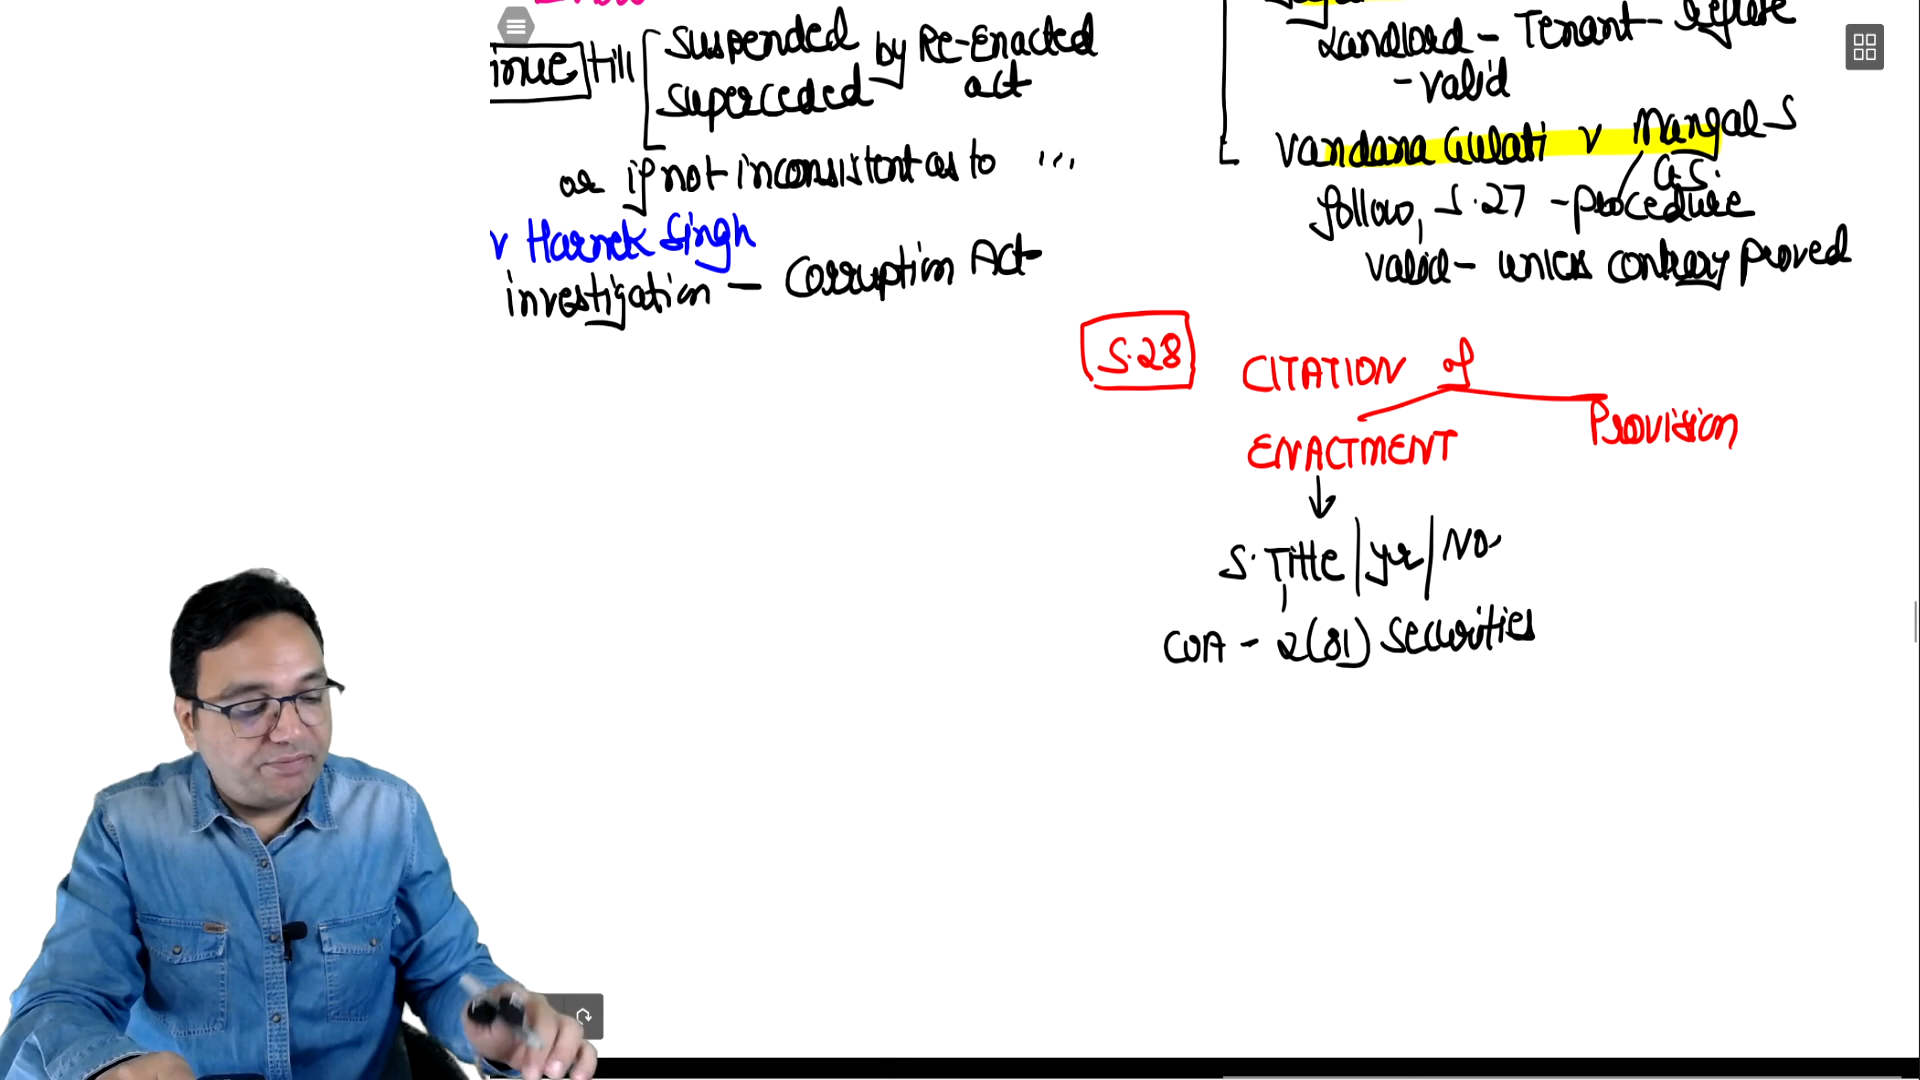 inue till
suspended
superceded
by Re-Enacted
act
or if not inconsistent as to ...
v Harnek Singh
investigation — Corruption Act
Landlord - Tenant -
- valid
Vandana Gulati v Mangal S
G.S.
follow, S.27 - procedure
valid - unless contrary proved
S.28
CITATION of
ENACTMENT
Provision
S. Title / yr / No.
COA - 2(81) Securities